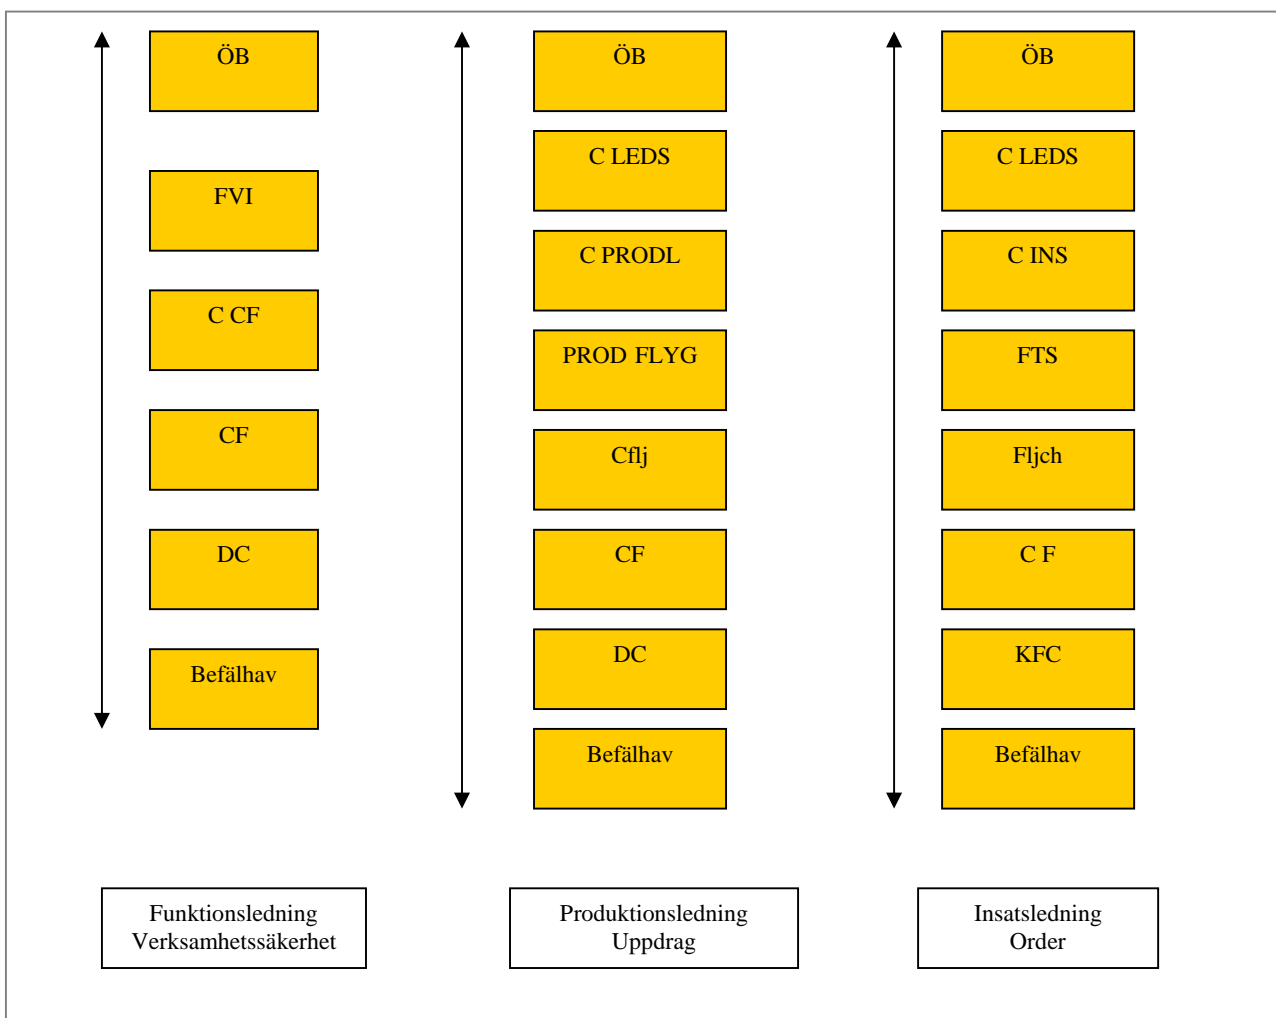 ÖB
FVI
C CF
CF
DC
Befälhav
Funktionsledning
Verksamhetssäkerhet
ÖB
C LEDS
C PRODL
PROD FLYG
Cflj
CF
DC
Befälhav
Produktionsledning
Uppdrag
ÖB
C LEDS
C INS
FTS
Fljch
C F
KFC
Befälhav
Insatsledning
Order